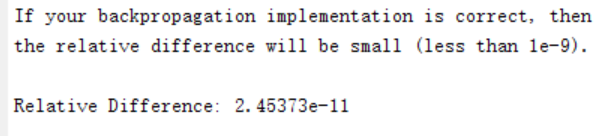 If your backpropagation implementation is correct, then
the relative difference will be small (less than 1e-9).
Relative Difference: 2.45373e-11